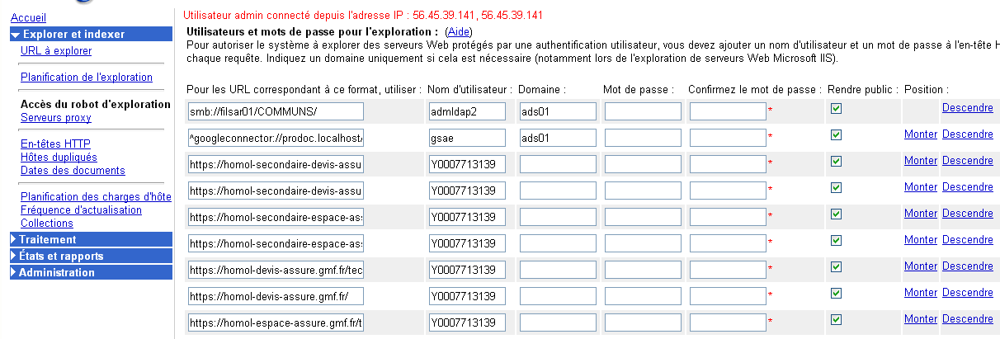 Accueil
Explorer et indexer
URL à explorer
Planification de l'exploration
Accès du robot d'exploration
Serveurs proxy
En-têtes HTTP
Hôtes dupliqués
Dates des documents
Planification des charges d'hôte
Fréquence d'actualisation
Collections
Traitement
États et rapports
Administration
Utilisateur admin connecté depuis l'adresse IP : 56.45.39.141, 56.45.39.141
Utilisateurs et mots de passe pour l'exploration : (Aide)
Pour autoriser le système à explorer des serveurs Web protégés par une authentification utilisateur, vous devez ajouter un nom d'utilisateur et un mot de passe à l'en-tête H
chaque requête. Indiquez un domaine uniquement si cela est nécessaire (notamment lors de l'exploration de serveurs Web Microsoft IIS).
Pour les URL correspondant à ce format, utiliser : Nom d'utilisateur : Domaine : Mot de passe : Confirmez le mot de passe : Rendre public : Position :
smb://filsar01/COMMUNS/ admldap2 ads01 * Descendre
^googleconnector://prodoc.localhost/ gsae ads01 * Monter Descendre
https://homol-secondaire-devis-assu Y0007713139 * Monter Descendre
https://homol-secondaire-devis-assu Y0007713139 * Monter Descendre
https://homol-secondaire-espace-as Y0007713139 * Monter Descendre
https://homol-secondaire-espace-as Y0007713139 * Monter Descendre
https://homol-devis-assure.gmf.fr/tec Y0007713139 * Monter Descendre
https://homol-devis-assure.gmf.fr/ Y0007713139 * Monter Descendre
https://homol-espace-assure.gmf.fr/t Y0007713139 * Monter Descendre